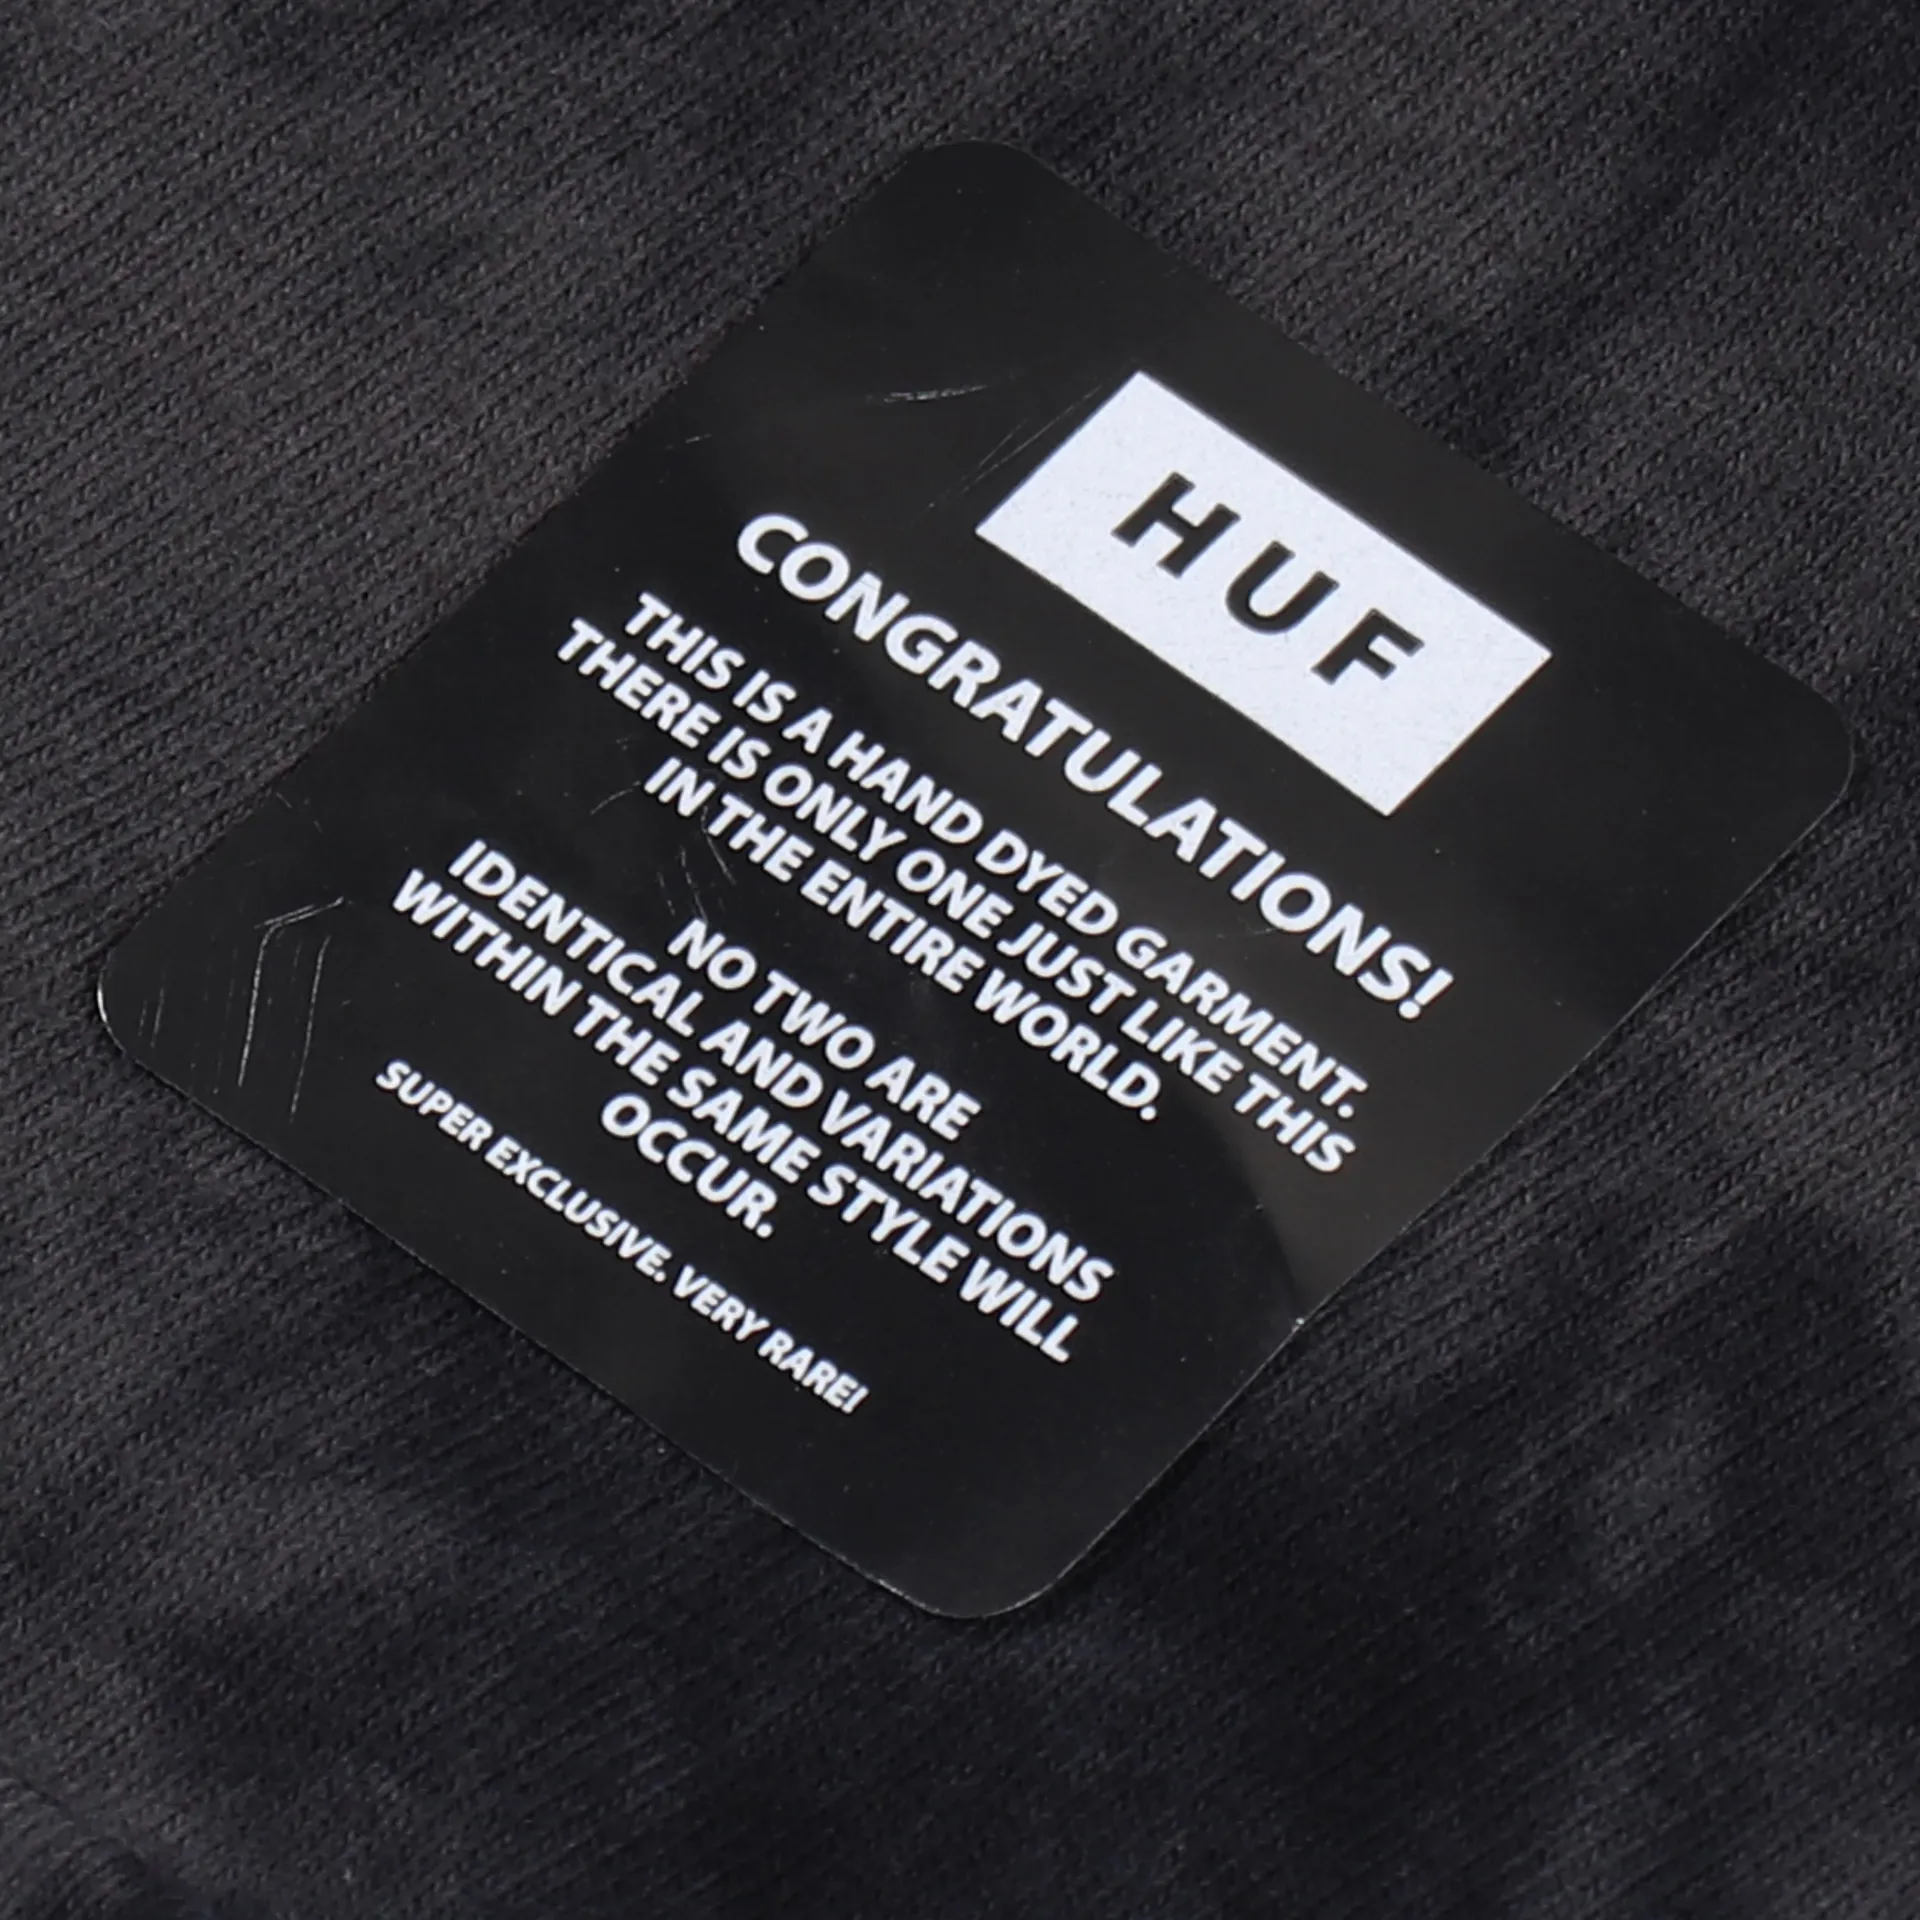 HUF
CONGRATULATIONS!
THIS IS A HAND DYED GARMENT.
THERE IS ONLY ONE JUST LIKE THIS
IN THE ENTIRE WORLD.
NO TWO ARE
IDENTICAL AND VARIATIONS
WITHIN THE SAME STYLE WILL
OCCUR.
SUPER EXCLUSIVE. VERY RARE!